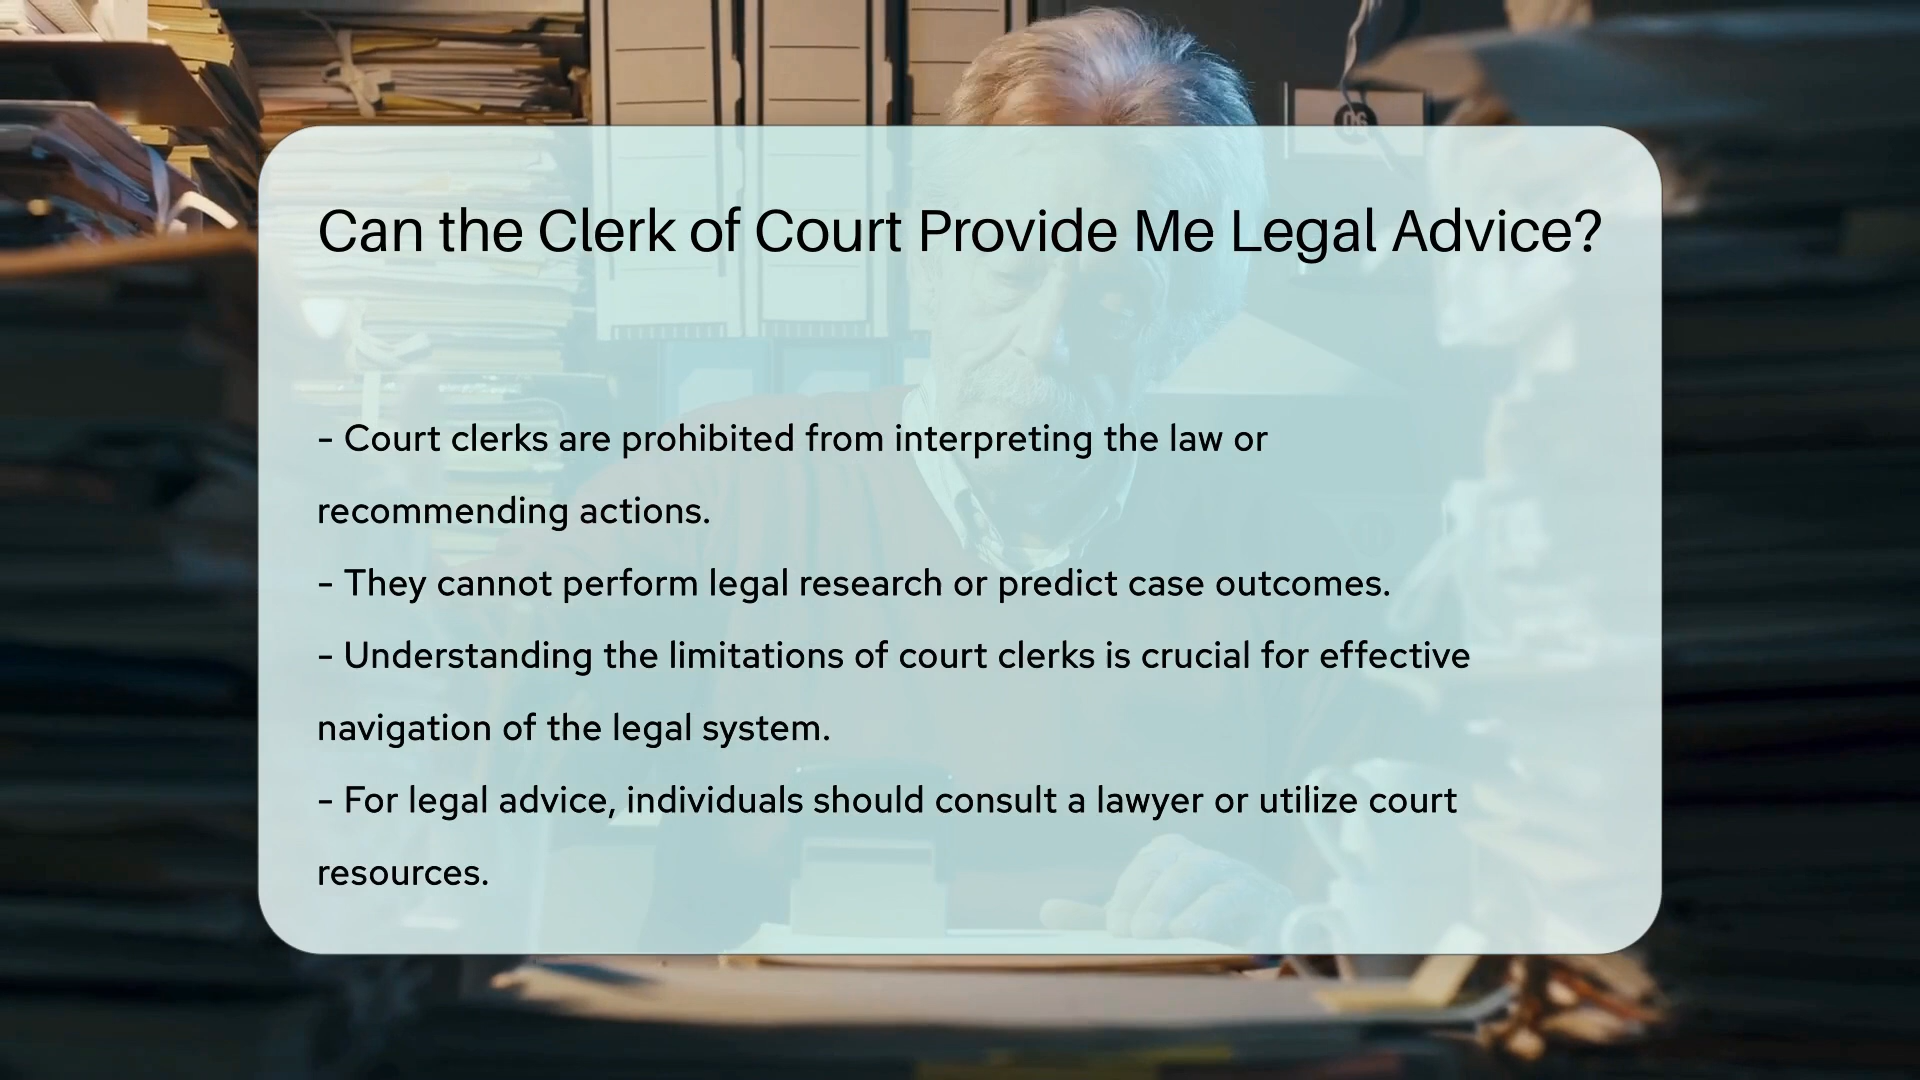 Can the Clerk of Court Provide Me Legal Advice?
- Court clerks are prohibited from interpreting the law or
recommending actions.
- They cannot perform legal research or predict case outcomes.
- Understanding the limitations of court clerks is crucial for effective
navigation of the legal system.
- For legal advice, individuals should consult a lawyer or utilize court
resources.